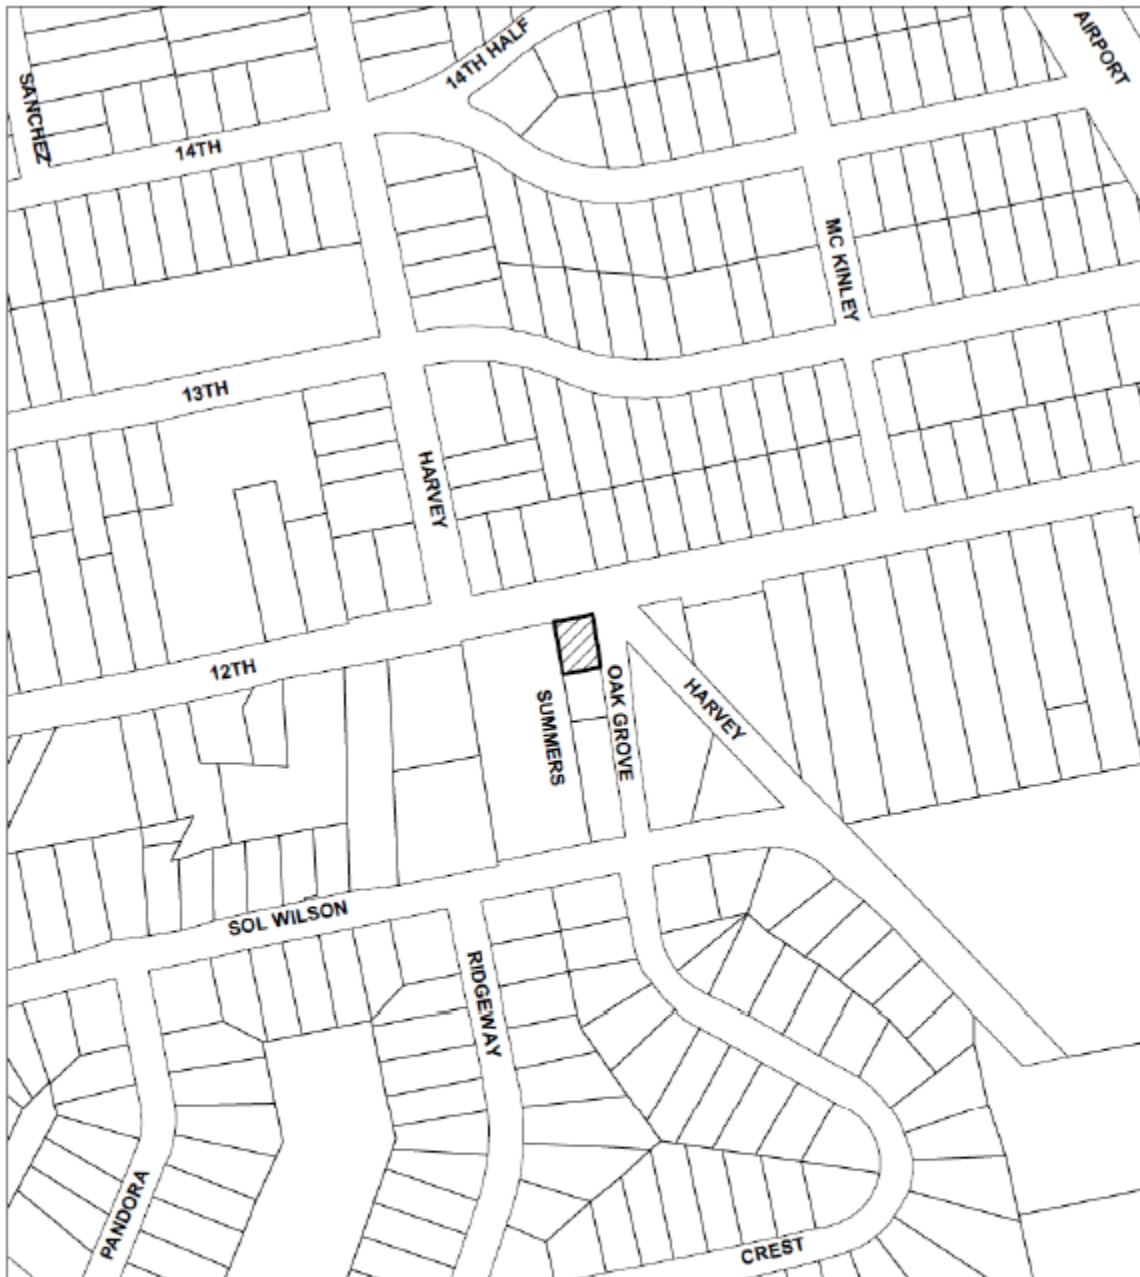 14TH HALF
AIRPORT
SANCHEZ
14TH
MC KINLEY
13TH
HARVEY
12TH
SUMMERS
OAK GROVE
HARVEY
SOL WILSON
RIDGEWAY
PANDORA
CREST